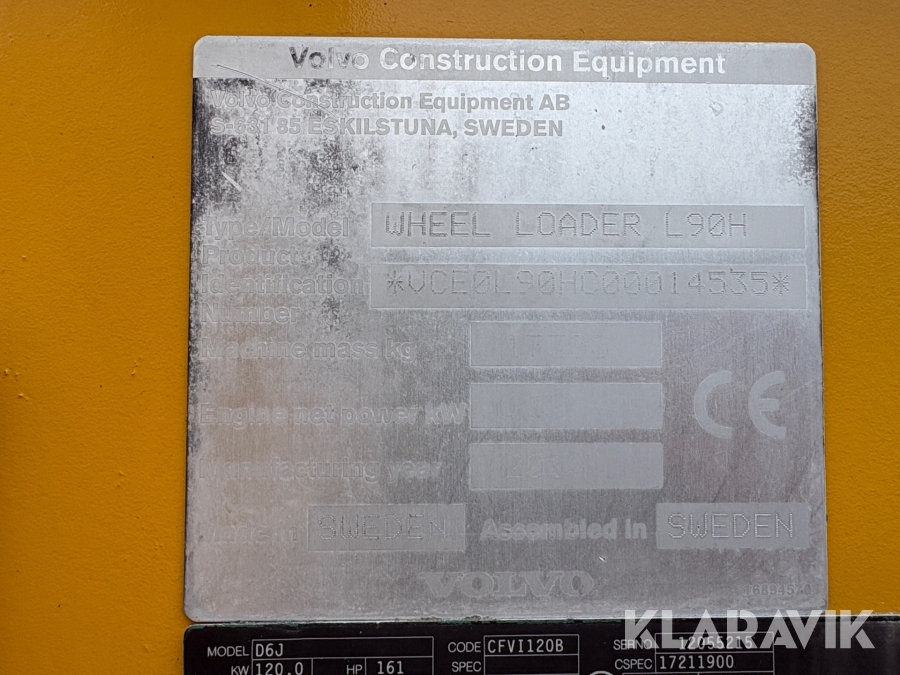 Volvo Construction Equipment
Volvo Construction Equipment AB
S-631 85 ESKILSTUNA, SWEDEN
Type/Model WHEEL LOADER L90H
Product
Identification *VCE0L90HC00014535*
Number
Machine mass kg
Engine net power kW
Manufacturing year
SWEDEN Assembled in SWEDEN
VOLVO
KLARAVIK
MODEL D6J CODE CFVI120B SERNO 12055215
KW 120.0 HP 161 SPEC CSPEC 17211900